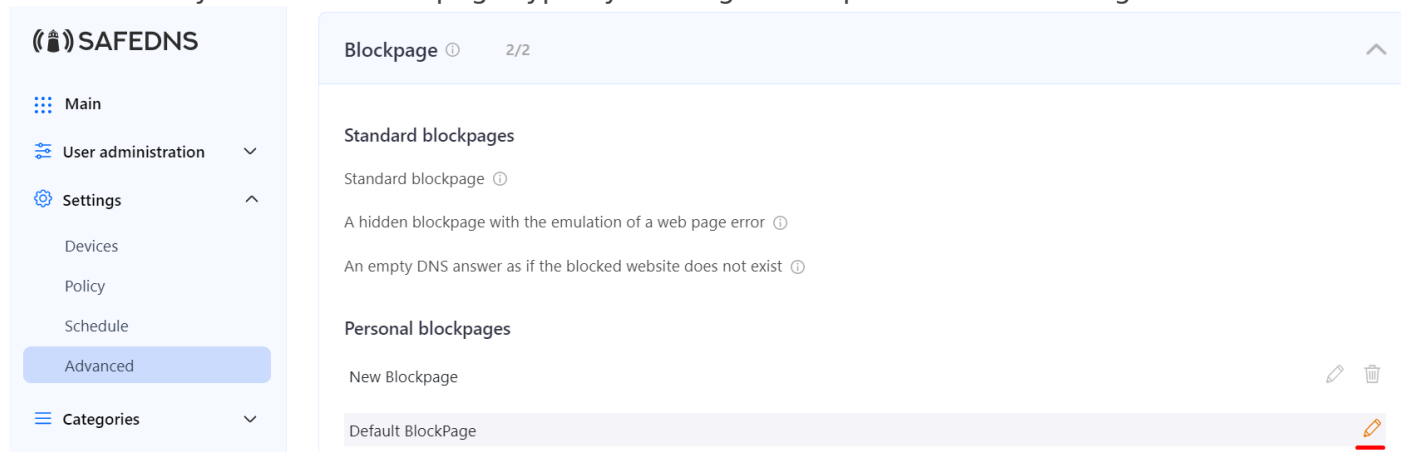 SAFEDNS
Blockpage 2/2
Main
Standard blockpages
User administration
Standard blockpage
Settings
A hidden blockpage with the emulation of a web page error
Devices
An empty DNS answer as if the blocked website does not exist
Policy
Schedule
Personal blockpages
Advanced
New Blockpage
Categories
Default BlockPage